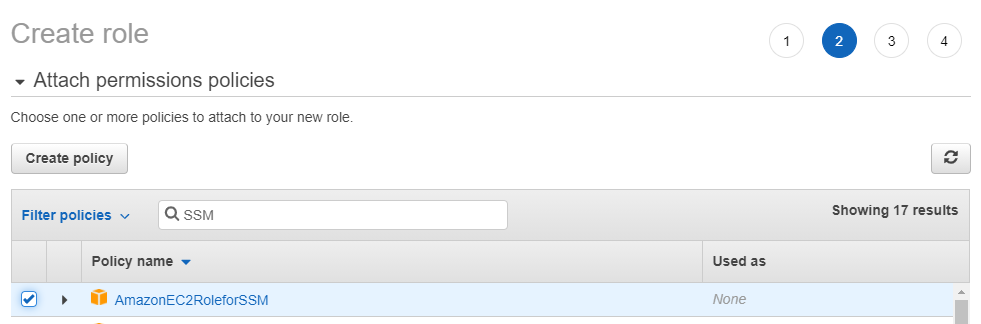 Create role
1 2 3 4
Attach permissions policies
Choose one or more policies to attach to your new role.
Create policy
Filter policies SSM Showing 17 results
Policy name Used as
AmazonEC2RoleforSSM None